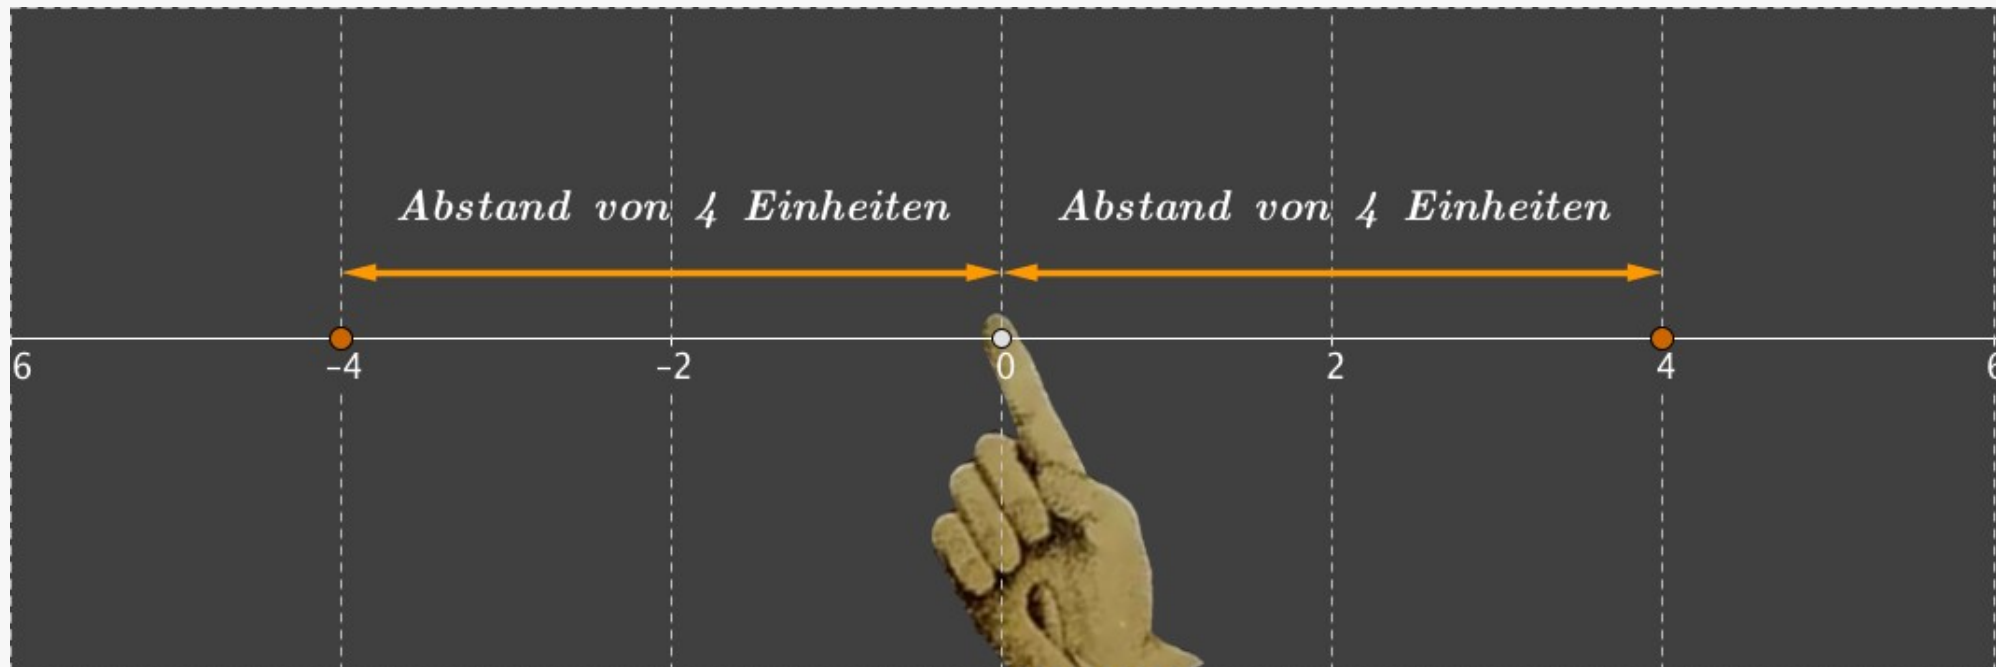 Abstand von 4 Einheiten Abstand von 4 Einheiten
6 -4 -2 0 2 4 6